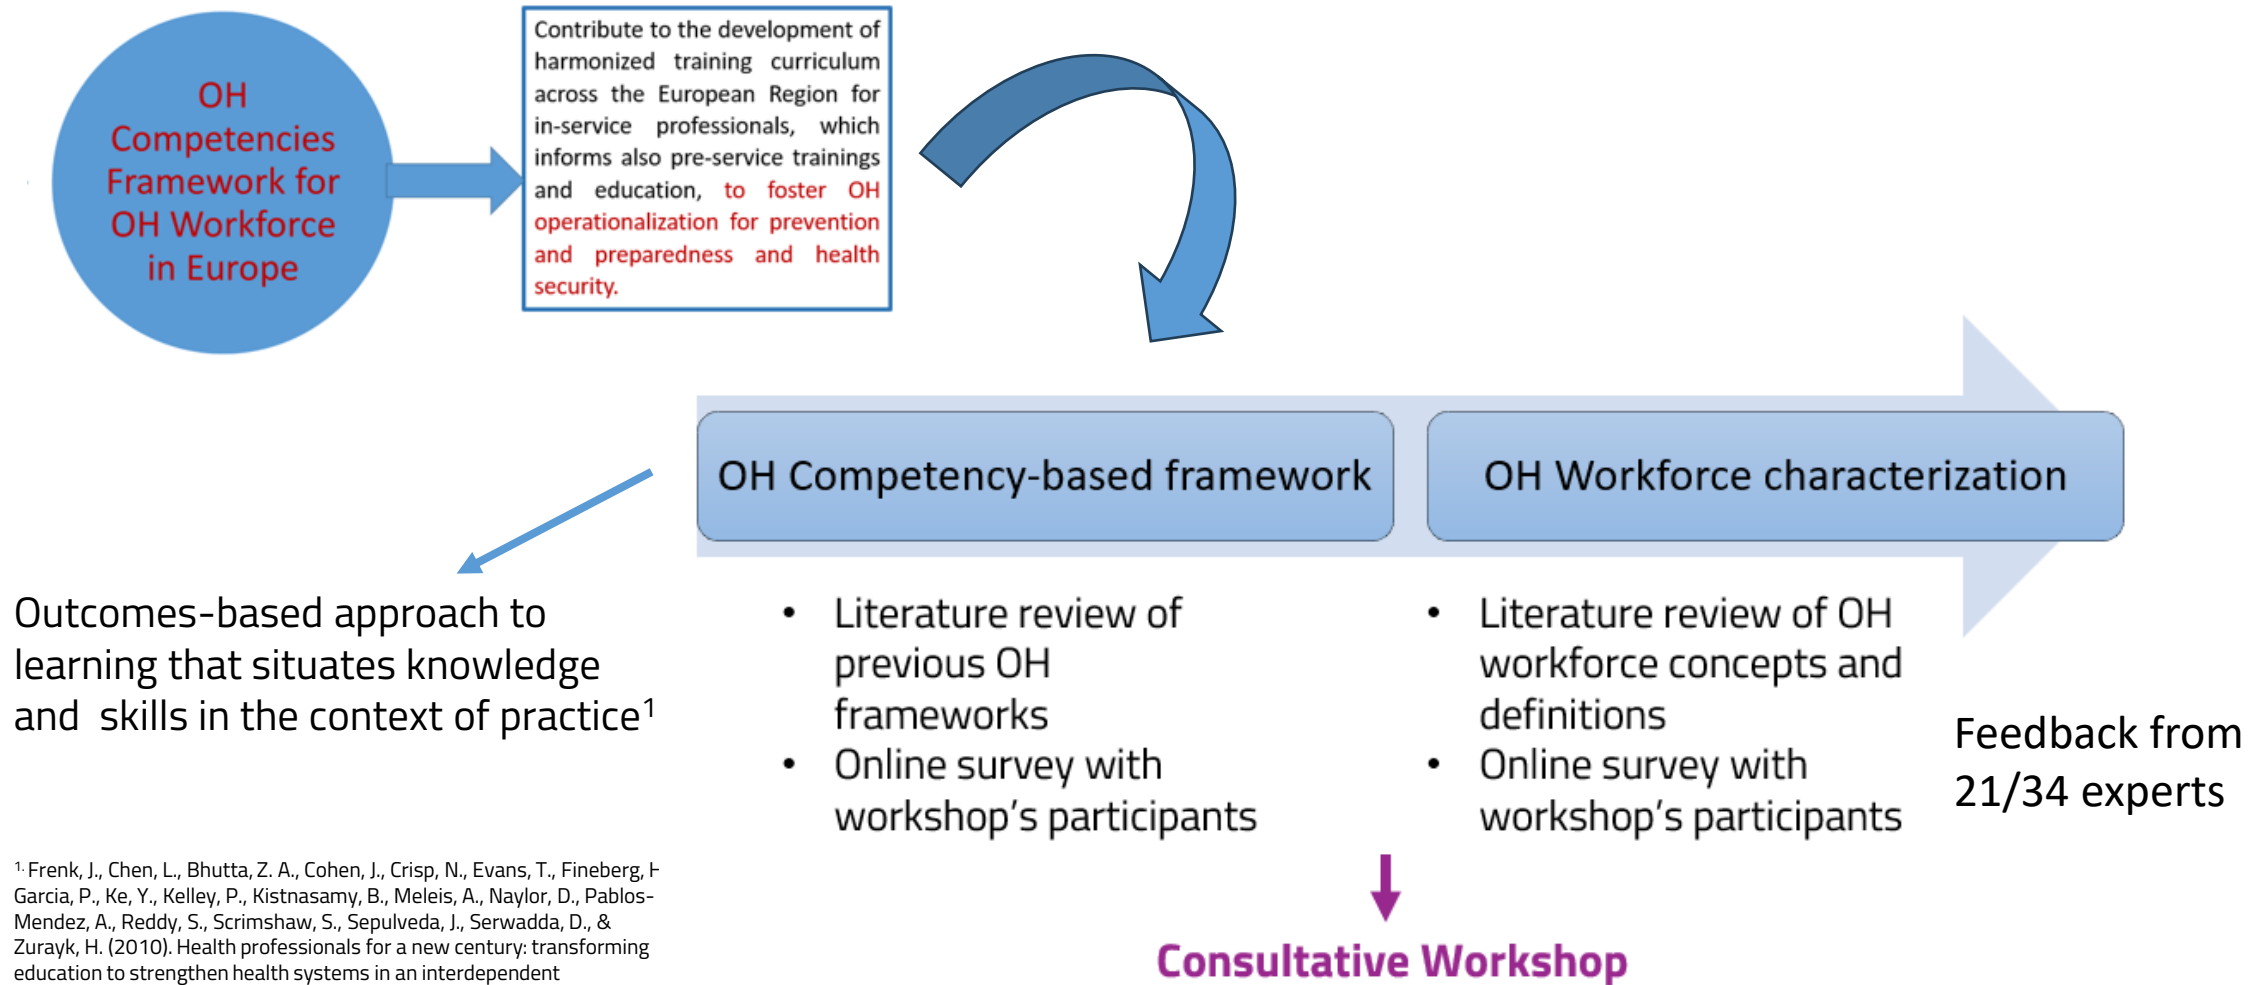 OH
Competencies
Framework for
OH Workforce
in Europe
Contribute to the development of
harmonized training curriculum
across the European Region for
in-service professionals, which
informs also pre-service trainings
and education, to foster OH
operationalization for prevention
and preparedness and health
security.
OH Competency-based framework
OH Workforce characterization
Outcomes-based approach to
learning that situates knowledge
and skills in the context of practice¹
• Literature review of
previous OH
frameworks
• Online survey with
workshop's participants
• Literature review of OH
workforce concepts and
definitions
• Online survey with
workshop's participants
Feedback from
21/34 experts
Consultative Workshop
¹. Frenk, J., Chen, L., Bhutta, Z. A., Cohen, J., Crisp, N., Evans, T., Fineberg,
Garcia, P., Ke, Y., Kelley, P., Kistnasamy, B., Meleis, A., Naylor, D., Pablos-
Mendez, A., Reddy, S., Scrimshaw, S., Sepulveda, J., Serwadda, D., &
Zurayk, H. (2010). Health professionals for a new century: transforming
education to strengthen health systems in an interdependent